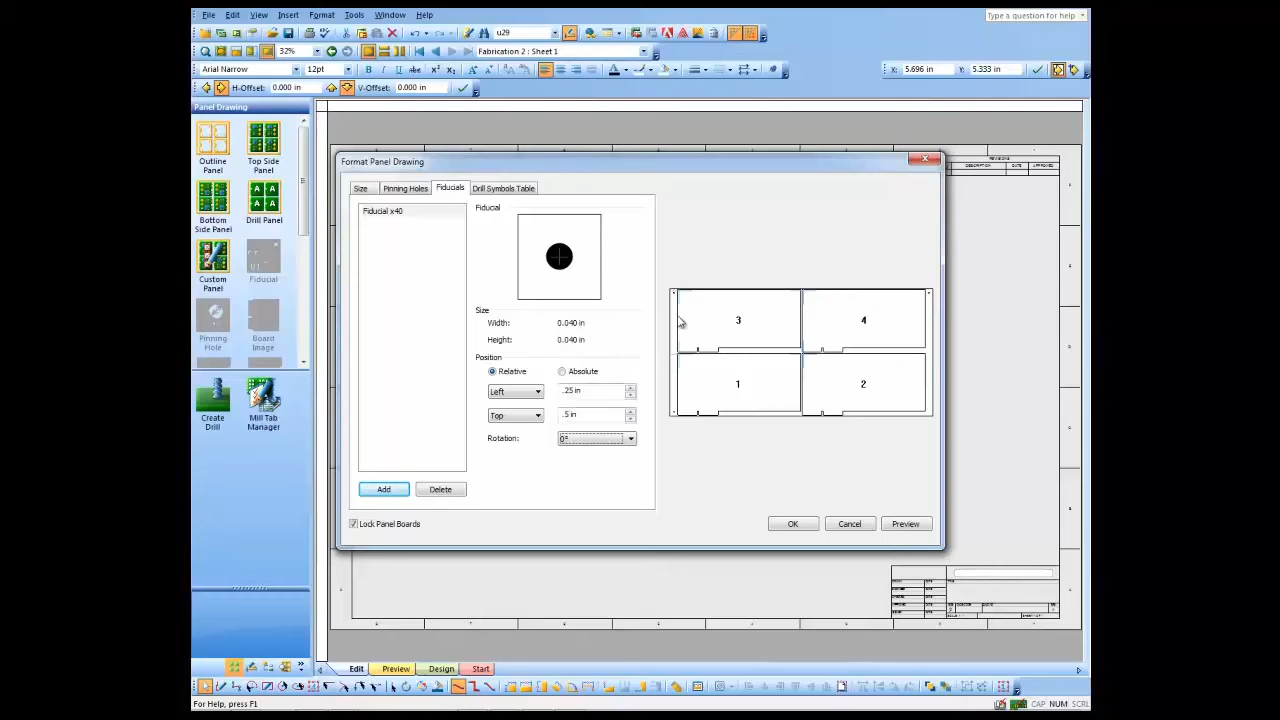 File Edit View Insert Format Tools Window Help
Type a question for help
u29
32%
Fabrication 2 : Sheet 1
Arial Narrow 12pt
X: 5.696 in Y: 5.333 in
H-Offset: 0.000 in V-Offset: 0.000 in
Panel Drawing
Outline Panel
Top Side Panel
Bottom Side Panel
Drill Panel
Custom Panel
Fiducial
Pinning Hole
Board Image
Create Drill
Mill Tab Manager
Format Panel Drawing
Size Pinning Holes Fiducials Drill Symbols Table
Fiducial x40
Fiducial
Size
Width: 0.040 in
Height: 0.040 in
Position
Relative Absolute
Left .25 in
Top .5 in
Rotation: 0°
Add Delete
Lock Panel Boards
3 4
1 2
OK Cancel Preview
REVISIONS
DESCRIPTION DATE APPROVED
Edit Preview Design Start
For Help, press F1
CAP NUM SCRL